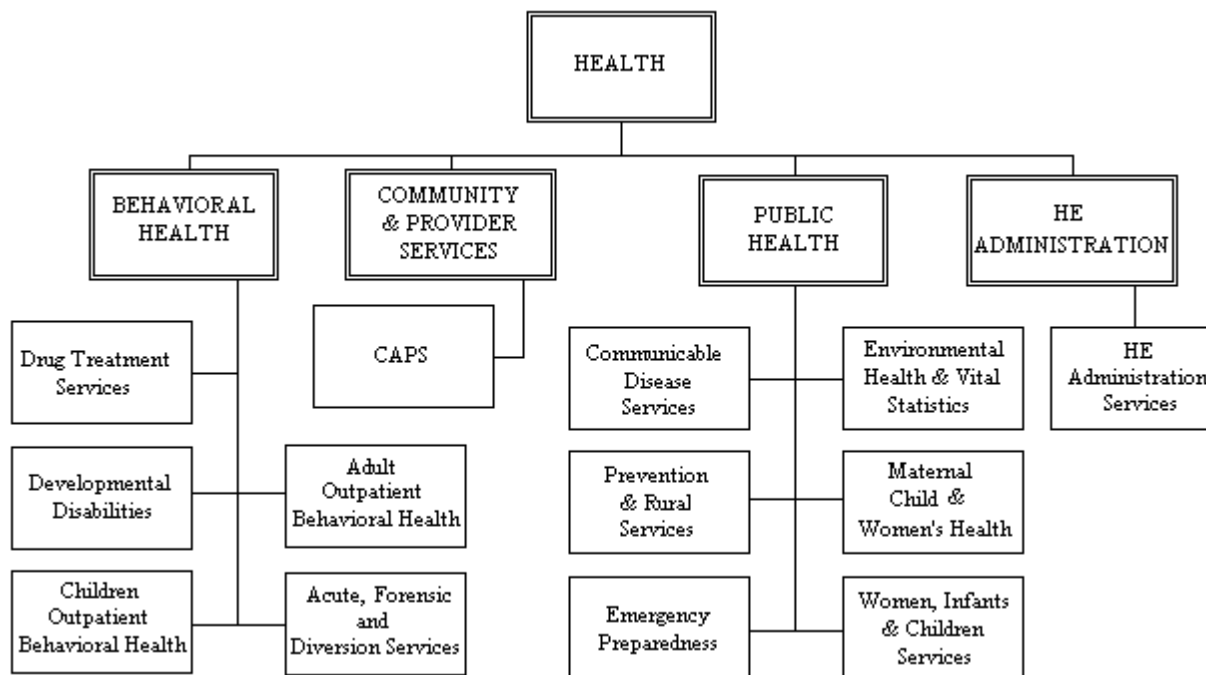 HEALTH
BEHAVIORAL
HEALTH
COMMUNITY
& PROVIDER
SERVICES
PUBLIC
HEALTH
HE
ADMINISTRATION
Drug Treatment
Services
CAPS
Communicable
Disease
Services
Environmental
Health & Vital
Statistics
HE
Administration
Services
Developmental
Disabilities
Adult
Outpatient
Behavioral Health
Prevention
& Rural
Services
Maternal
Child &
Women's Health
Children
Outpatient
Behavioral Health
Acute, Forensic
and
Diversion Services
Emergency
Preparedness
Women, Infants
& Children
Services